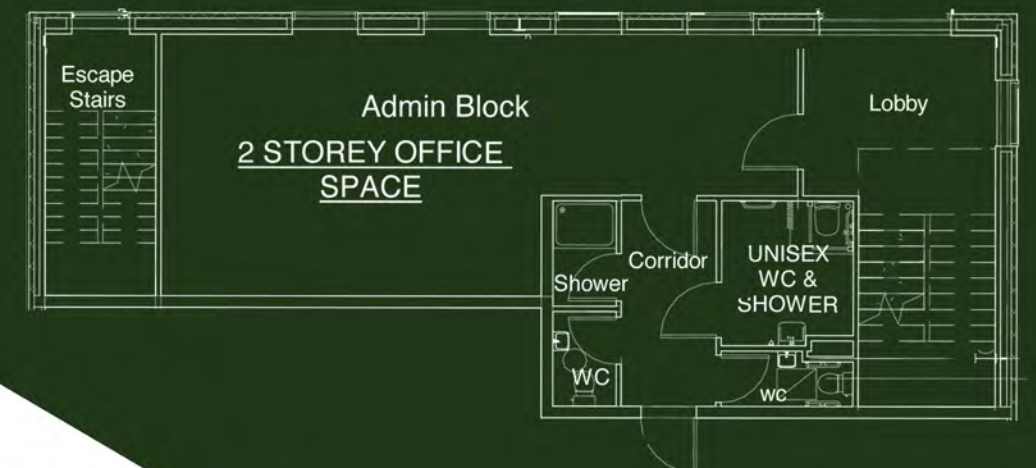 Escape
Stairs
Admin Block
2 STOREY OFFICE
SPACE
Lobby
Shower
Corridor
UNISEX
WC &
SHOWER
WC
WC